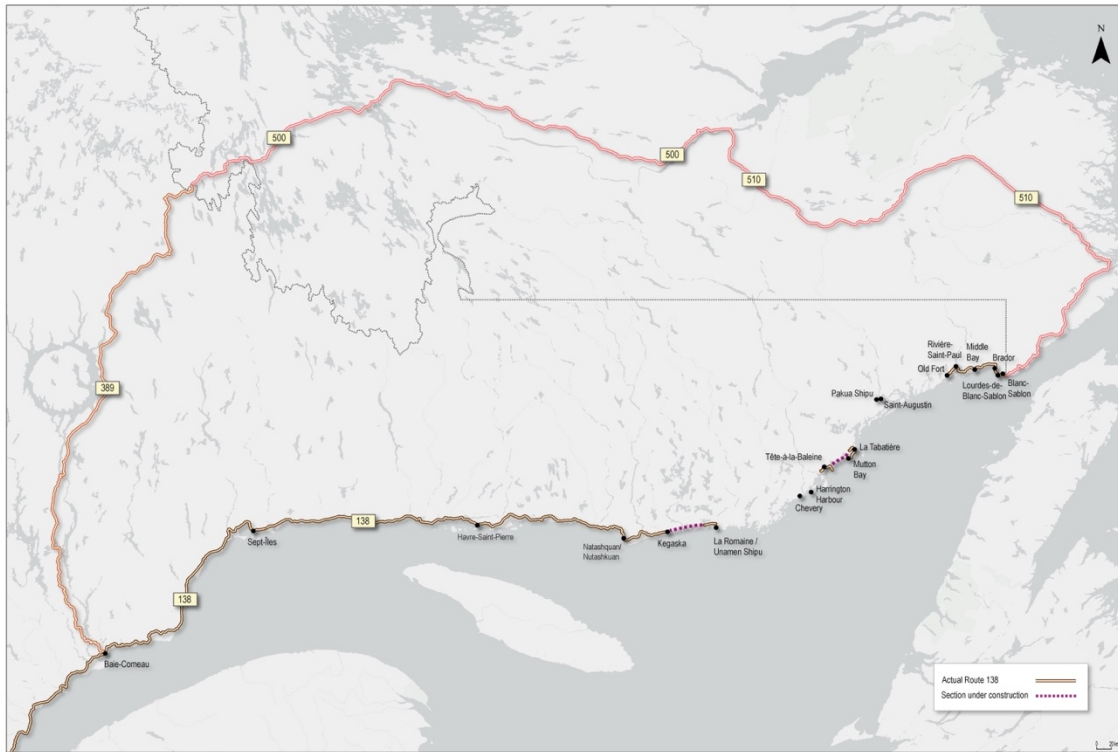 N
500
500
510
510
389
Rivière-
Saint-Paul
Middle
Bay
Brador
Old Fort
Lourdes-de-
Blanc-Sablon
Blanc-
Sablon
Pakua Shipu
Saint-Augustin
La Tabatière
Tête-à-la-Baleine
Mutton
Bay
Harrington
Harbour
Chevery
138
Sept-Îles
Havre-Saint-Pierre
Natashquan/
Nutashkuan
Kegaska
La Romaine /
Unamen Shipu
138
Baie-Comeau
Actual Route 138
Section under construction
0